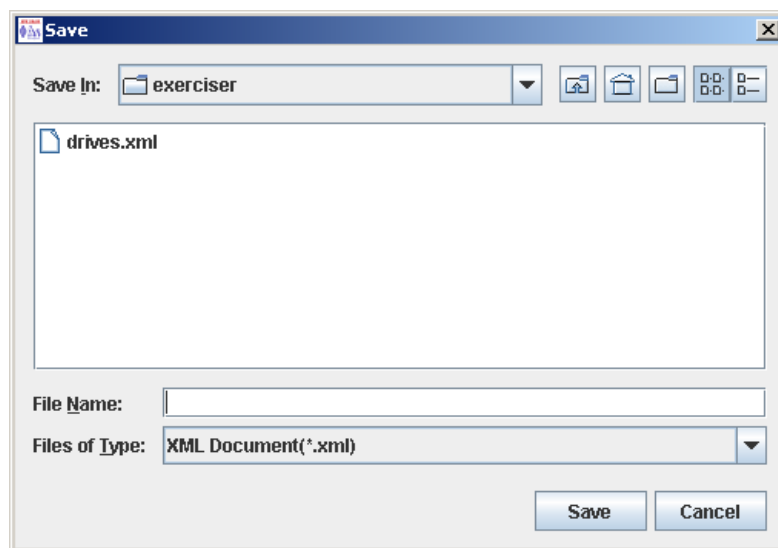 Save
Save In: exerciser
drives.xml
File Name:
Files of Type: XML Document(*.xml)
Save Cancel